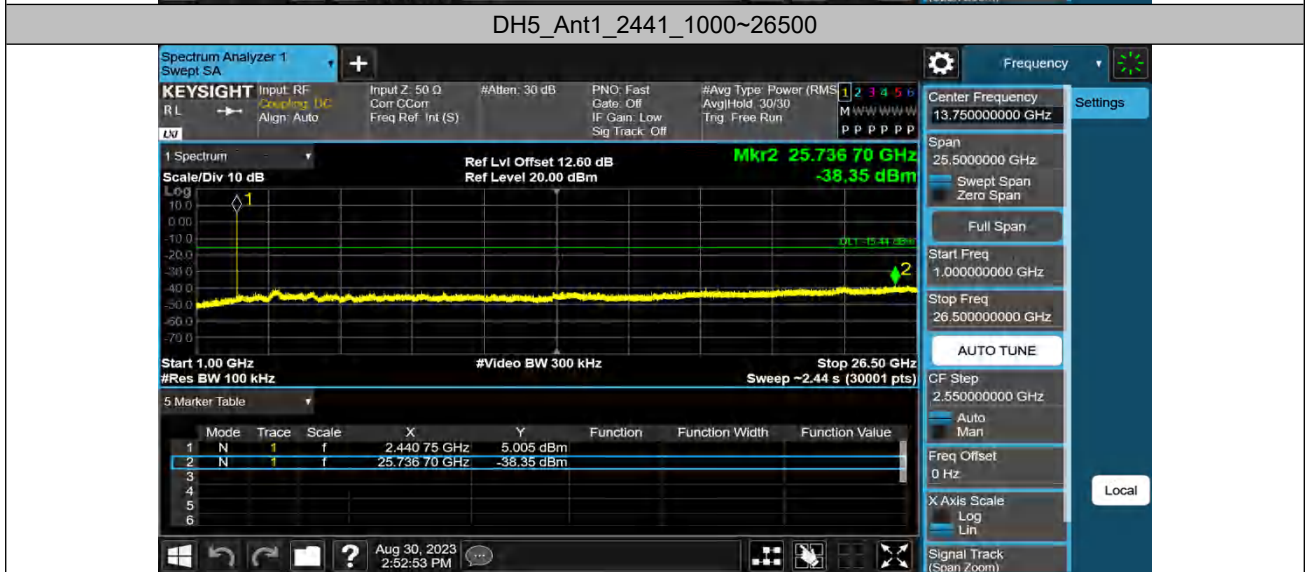 DH5_Ant1_2441_1000~26500
Spectrum Analyzer 1
Swept SA
+
Frequency
KEYSIGHT
RL
LXI
Input: RF
Coupling: DC
Align: Auto
Input Z: 50 Ω
Corr CCorr
Freq Ref: Int (S)
#Atten: 30 dB
PNO: Fast
Gate: Off
IF Gain: Low
Sig Track: Off
#Avg Type: Power (RMS
Avg|Hold: 30/30
Trig: Free Run
1 2 3 4 5 6
M W W W W W
P P P P P P
1 Spectrum
Scale/Div 10 dB
Ref Lvl Offset 12.60 dB
Ref Level 20.00 dBm
Mkr2 25.736 70 GHz
-38.35 dBm
Log
10.0
0.00
-10.0
-20.0
-30.0
-40.0
-50.0
-60.0
-70.0
1
DL1 -15.44 dBm
2
Start 1.00 GHz
#Res BW 100 kHz
#Video BW 300 kHz
Stop 26.50 GHz
Sweep ~2.44 s (30001 pts)
5 Marker Table
Mode Trace Scale X Y Function Function Width Function Value
1 N 1 f 2.440 75 GHz 5.005 dBm
2 N 1 f 25.736 70 GHz -38.35 dBm
3
4
5
6
Aug 30, 2023
2:52:53 PM
Center Frequency
13.750000000 GHz
Settings
Span
25.5000000 GHz
Swept Span
Zero Span
Full Span
Start Freq
1.000000000 GHz
Stop Freq
26.500000000 GHz
AUTO TUNE
CF Step
2.550000000 GHz
Auto
Man
Freq Offset
0 Hz
X Axis Scale
Log
Lin
Local
Signal Track
(Span Zoom)